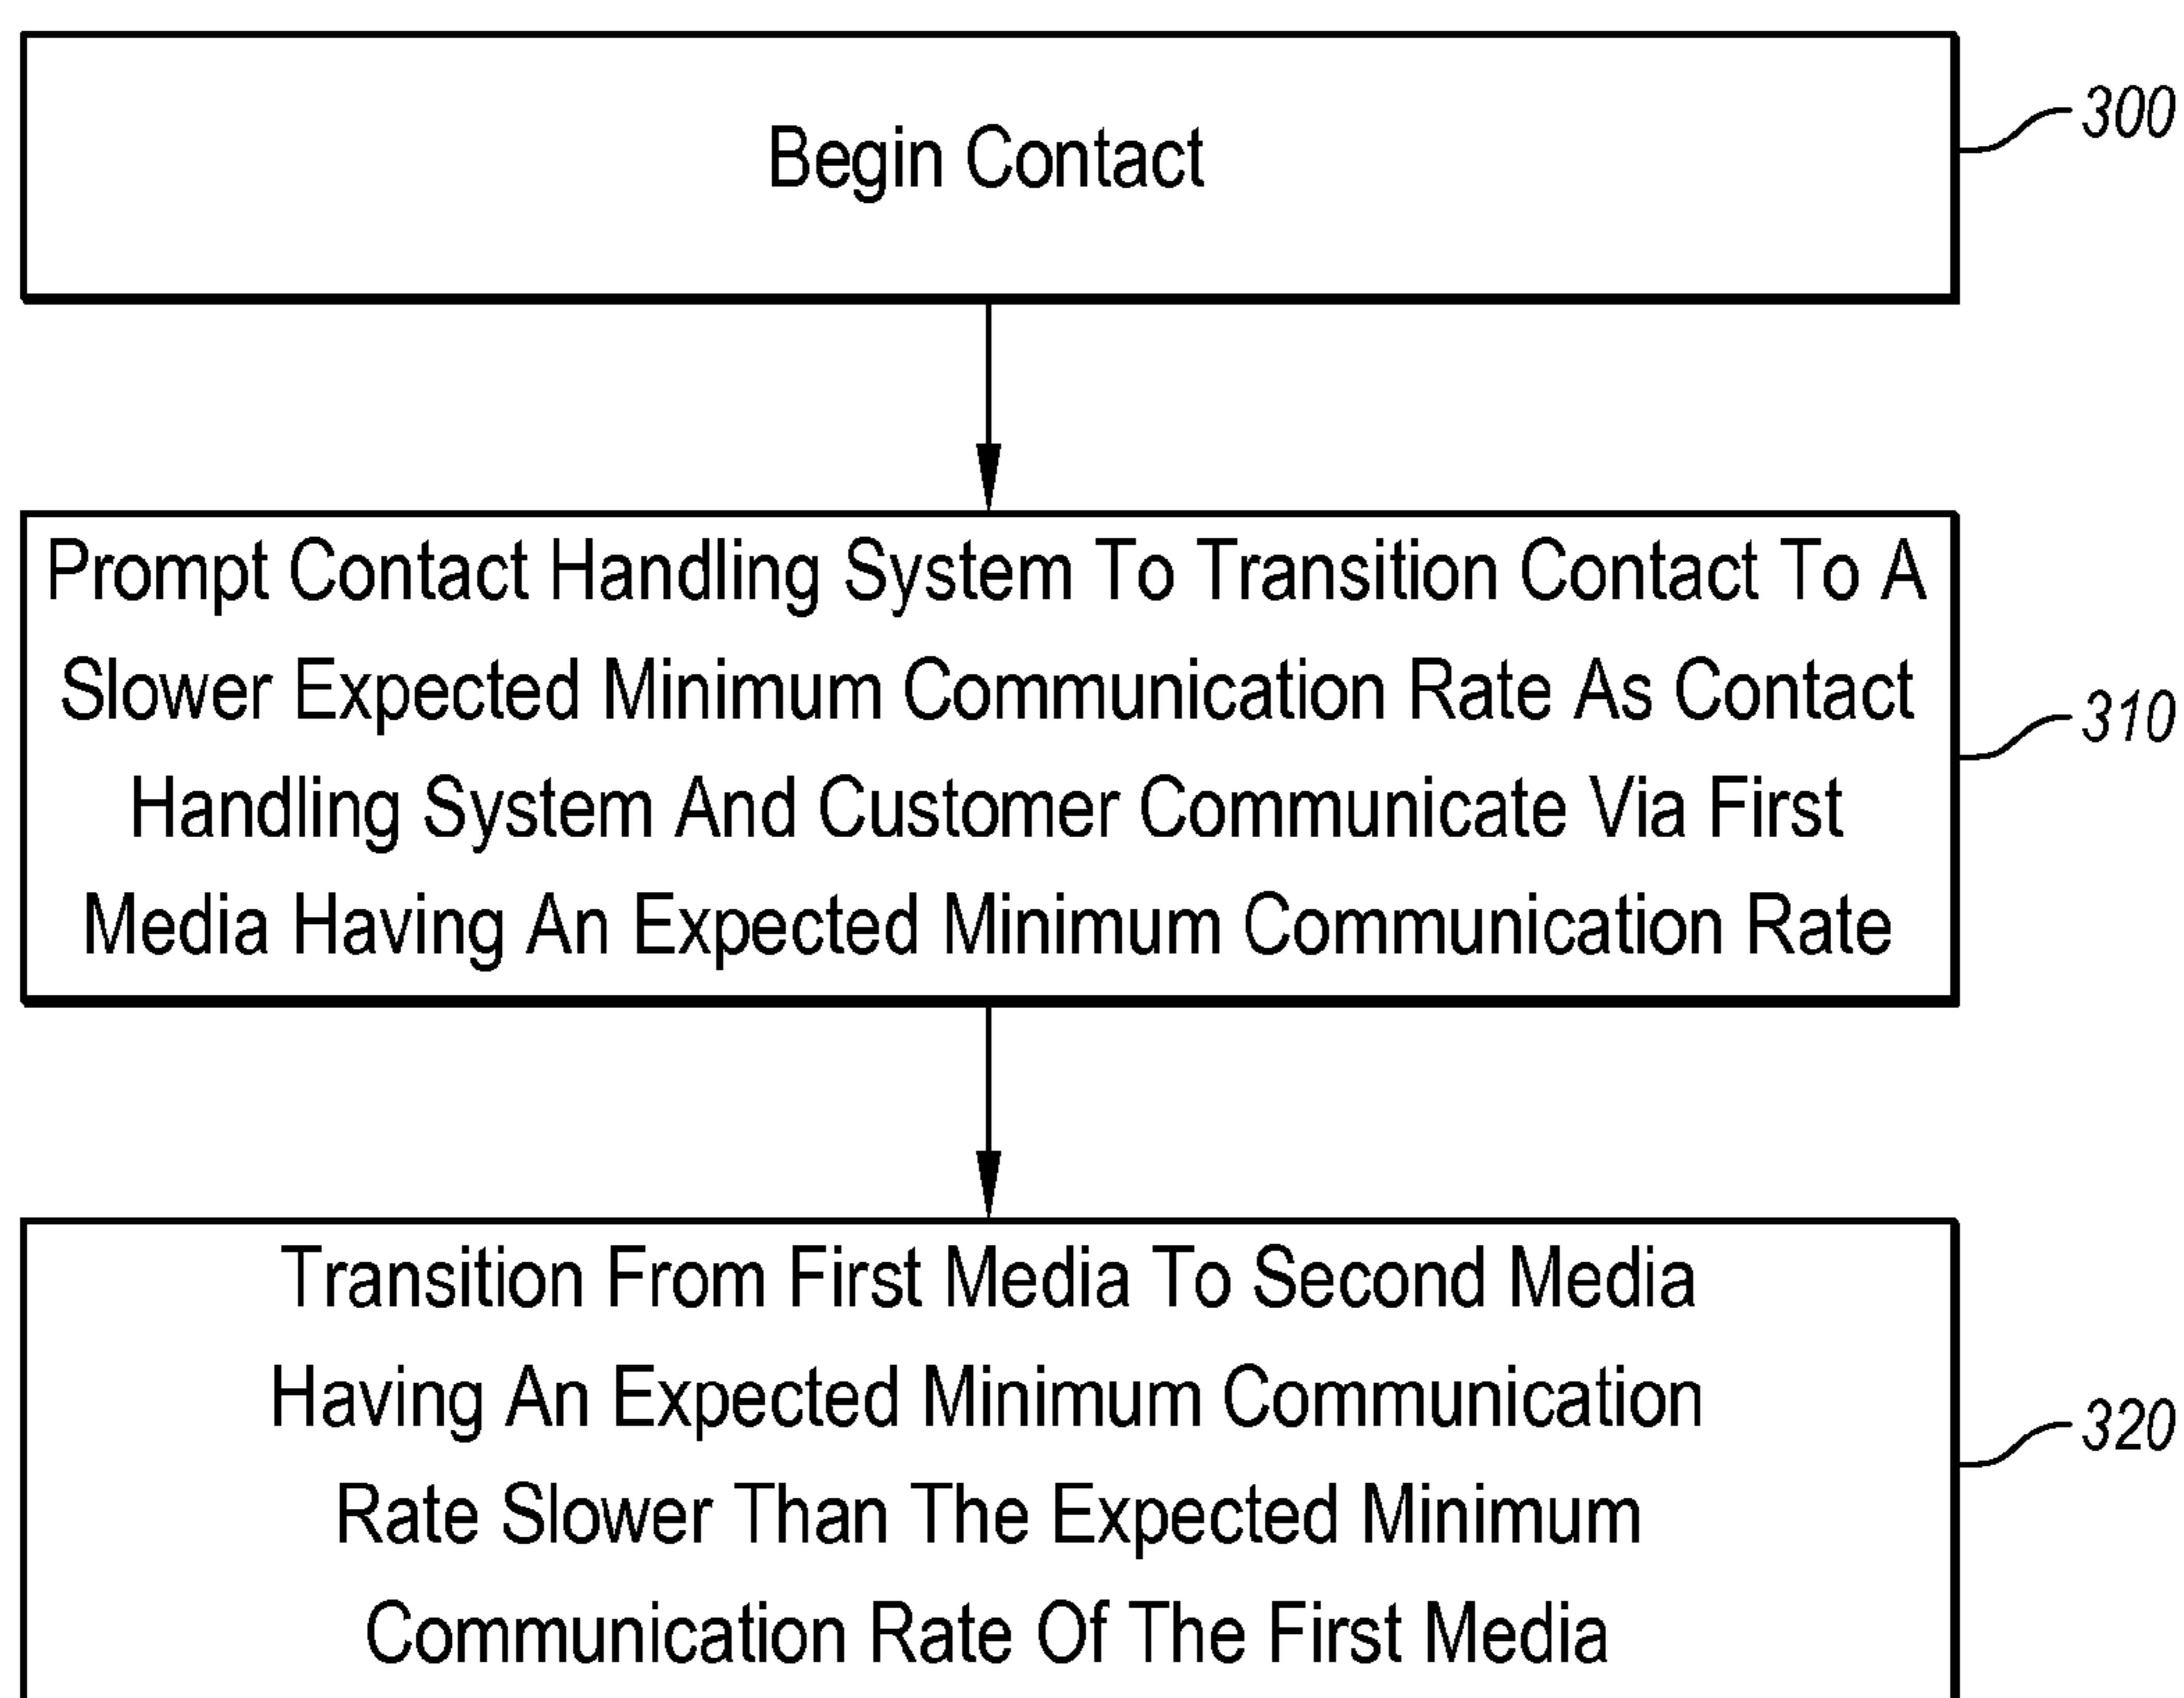 Begin Contact
300
Prompt Contact Handling System To Transition Contact To A
Slower Expected Minimum Communication Rate As Contact
Handling System And Customer Communicate Via First
Media Having An Expected Minimum Communication Rate
310
Transition From First Media To Second Media
Having An Expected Minimum Communication
Rate Slower Than The Expected Minimum
Communication Rate Of The First Media
320